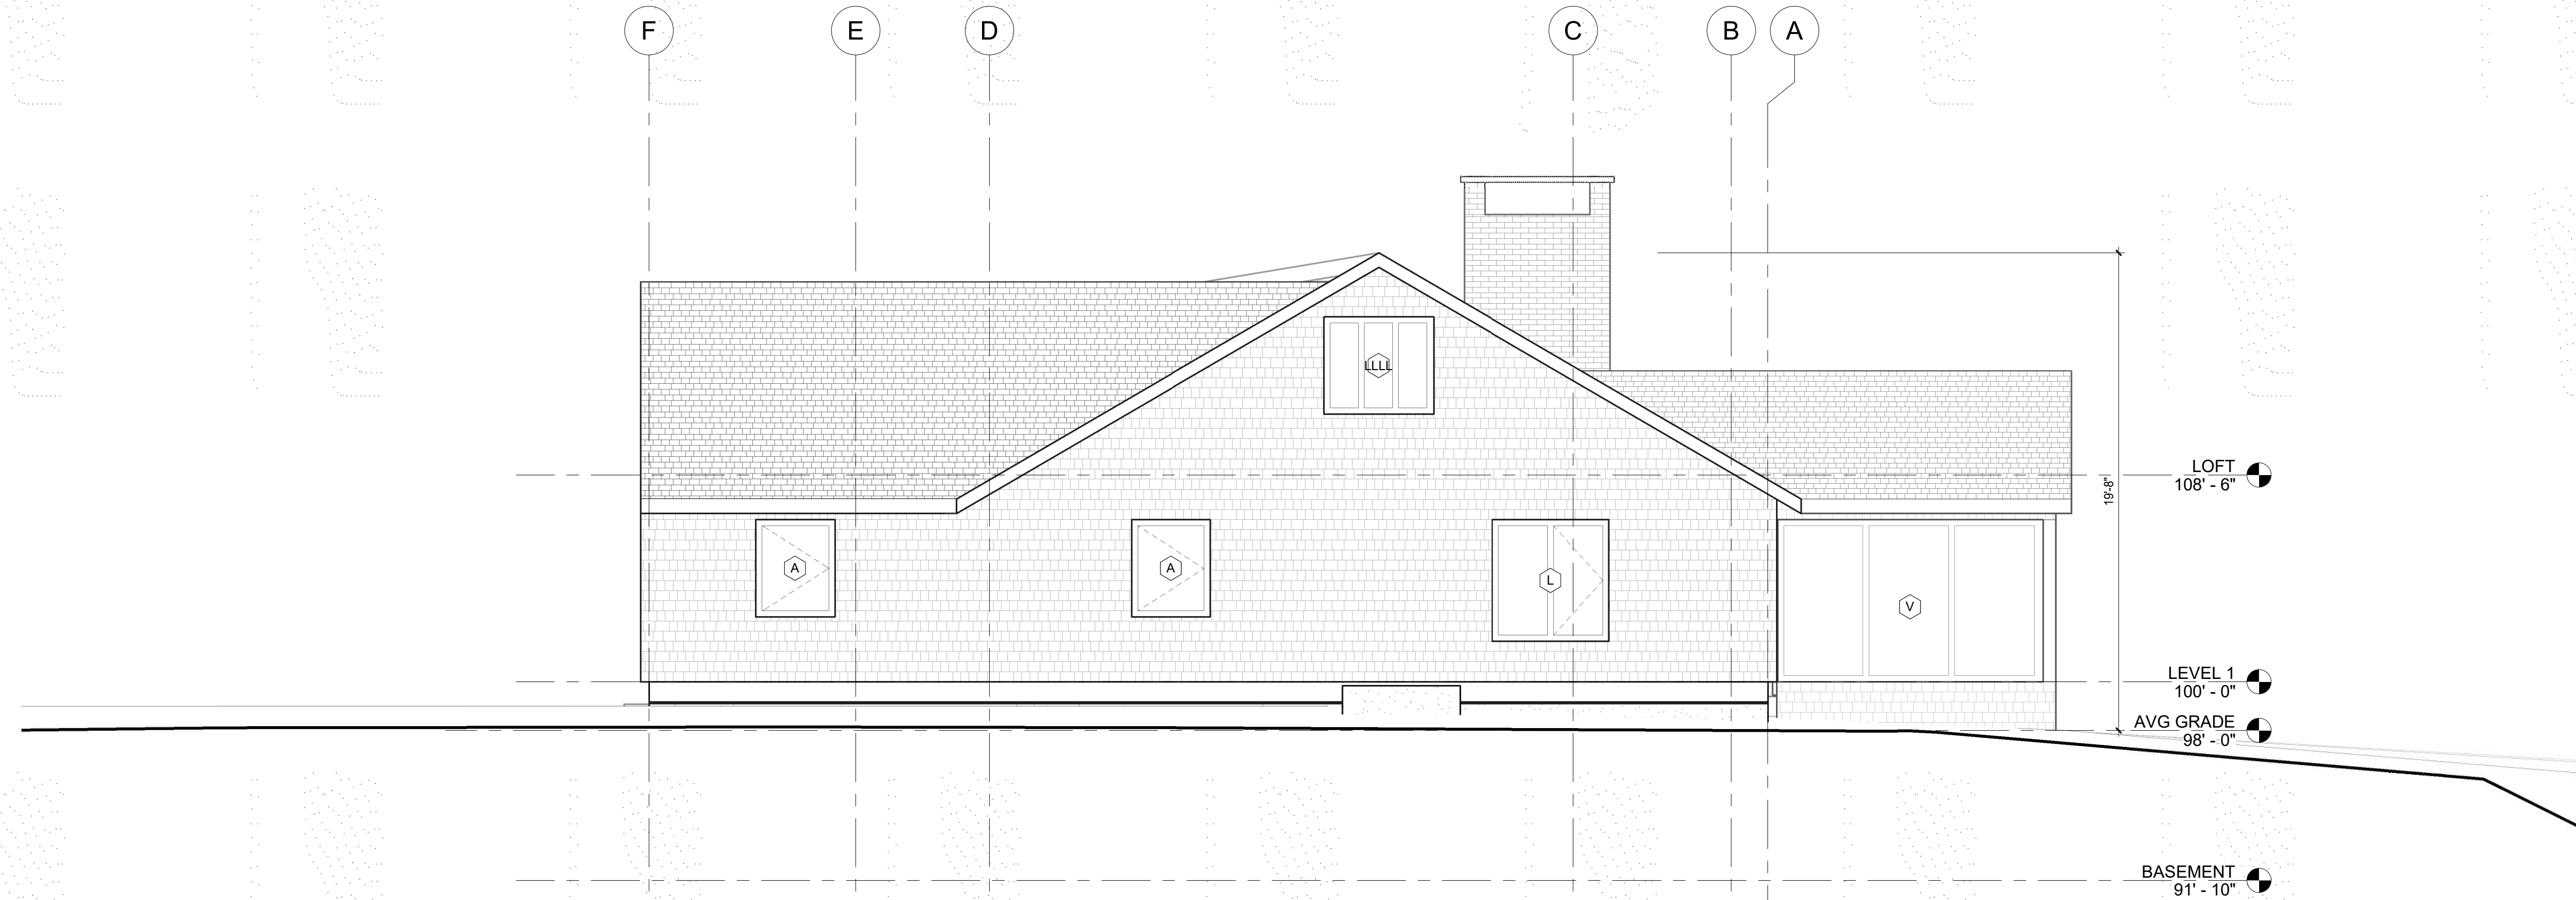 F
E
D
C
B
A
LLLL
LOFT
108' - 6"
19'-8"
A
A
L
V
LEVEL 1
100' - 0"
AVG GRADE
98' - 0"
BASEMENT
91' - 10"